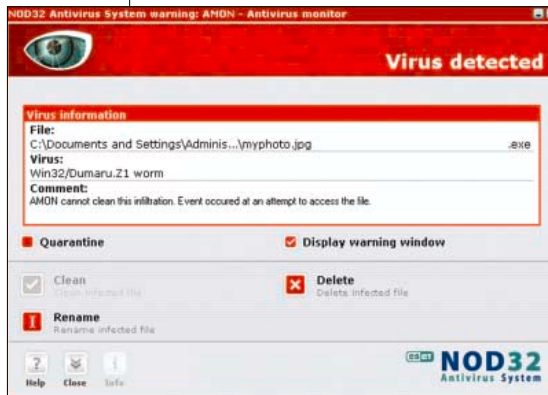 NOD32 Antivirus System warning: AMON - Antivirus monitor
Virus detected
Virus information
File:
C:\Documents and Settings\Adminis...\myphoto.jpg .exe
Virus:
Win32/Dumaru.Z1 worm
Comment:
AMON cannot clean this infiltration. Event occured at an attempt to access the file.
Quarantine
Display warning window
Clean
Clean infected file
Delete
Delete infected file
Rename
Rename infected file
Help
Close
Info
eset NOD32
Antivirus System